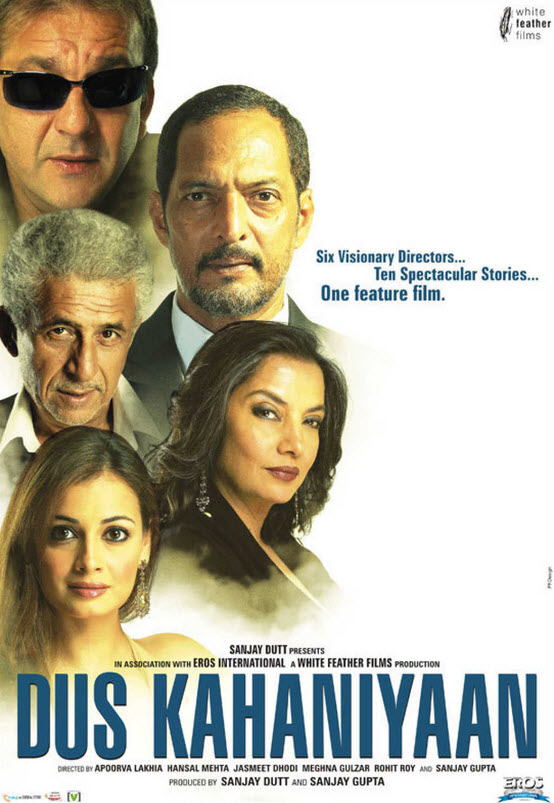 white
feather
films
Six Visionary Directors...
Ten Spectacular Stories...
One feature film.
SANJAY DUTT PRESENTS
IN ASSOCIATION WITH EROS INTERNATIONAL A WHITE FEATHER FILMS PRODUCTION
DUS KAHANIYAAN
DIRECTED BY APOORVA LAKHIA HANSAL MEHTA JASMEET DHODI MEGHNA GULZAR ROHIT ROY AND SANJAY GUPTA
PRODUCED BY SANJAY DUTT AND SANJAY GUPTA
EROS